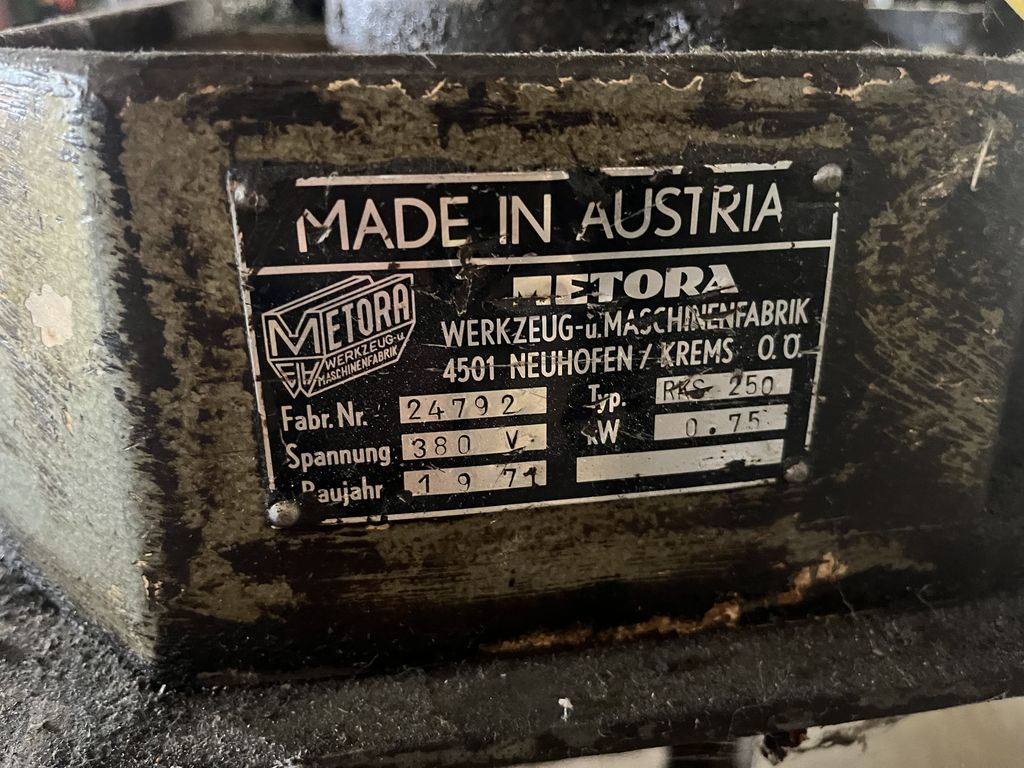 MADE IN AUSTRIA
METORA
WERKZEUG-u.
MASCHINENFABRIK
METORA
WERKZEUG-u.MASCHINENFABRIK
4501 NEUHOFEN/KREMS O.Ö.
Fabr. Nr. 24792
Typ. RKS 250
Spannung 380 V
kW 0.75
Baujahr 1971